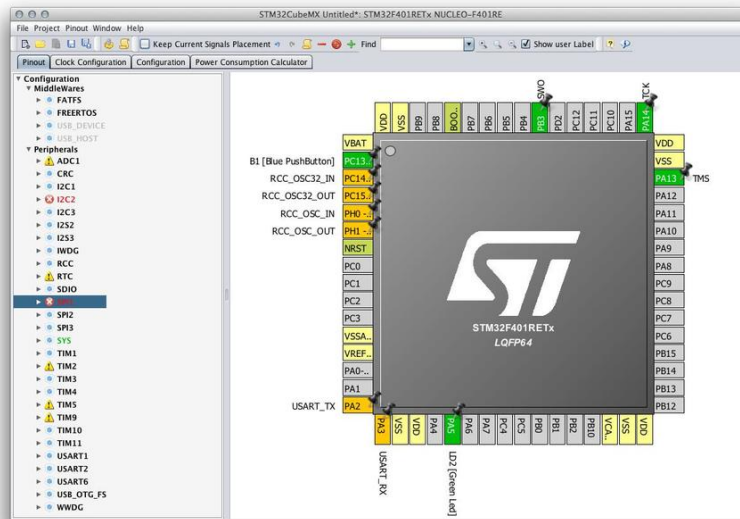 STM32CubeMX Untitled*: STM32F401RETx NUCLEO-F401RE
File Project Pinout Window Help
Keep Current Signals Placement Find Show user Label
Pinout Clock Configuration Configuration Power Consumption Calculator
Configuration
MiddleWares
FATFS
FREERTOS
USB_DEVICE
USB_HOST
Peripherals
ADC1
CRC
I2C1
I2C2
I2C3
I2S2
I2S3
IWDG
RCC
RTC
SDIO
SPI2
SPI3
SYS
TIM1
TIM2
TIM3
TIM4
TIM5
TIM9
TIM10
TIM11
USART1
USART2
USART6
USB_OTG_FS
WWDG
SWO
TCK
VDD
VSS
PB9
PB8
BOO..
PB7
PB6
PB5
PB4
PB3
PD2
PC12
PC11
PC10
PA15
PA14
VBAT
B1 [Blue PushButton] PC13..
RCC_OSC32_IN PC14..
RCC_OSC32_OUT PC15..
RCC_OSC_IN PH0 -..
RCC_OSC_OUT PH1 -..
NRST
PC0
PC1
PC2
PC3
VSSA..
VREF..
PA0-..
PA1
USART_TX PA2
ST
STM32F401RETx
LQFP64
VDD
VSS
PA13 TMS
PA12
PA11
PA10
PA9
PA8
PC9
PC8
PC7
PC6
PB15
PB14
PB13
PB12
PA3
VSS
VDD
PA4
PA5
PA6
PA7
PC4
PC5
PB0
PB1
PB2
PB10
VCA..
VSS
VDD
USART_RX
LD2 [Green Led]